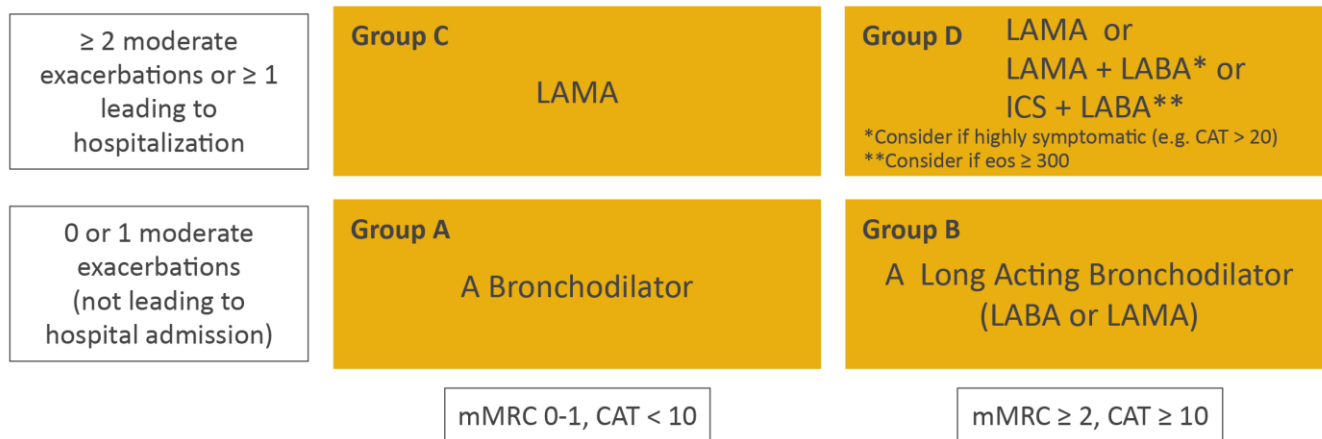 ≥ 2 moderate
exacerbations or ≥ 1
leading to
hospitalization
Group C
LAMA
Group D
LAMA or
LAMA + LABA* or
ICS + LABA**
*Consider if highly symptomatic (e.g. CAT > 20)
**Consider if eos ≥ 300
0 or 1 moderate
exacerbations
(not leading to
hospital admission)
Group A
A Bronchodilator
Group B
A Long Acting Bronchodilator
(LABA or LAMA)
mMRC 0-1, CAT < 10
mMRC ≥ 2, CAT ≥ 10